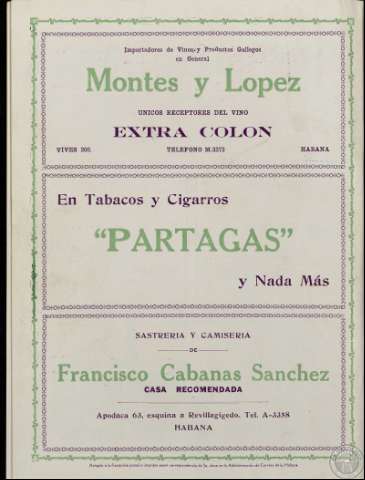 Importadores de Vinos y Productos Gallegos
en General
Montes y Lopez
UNICOS RECEPTORES DEL VINO
EXTRA COLON
VIVES TELEFONO M.3373 HABANA
En Tabacos y Cigarros
“PARTAGAS”
y Nada Más
SASTRERIA Y CAMISERIA
DE
Francisco Cabanas Sanchez
CASA RECOMENDADA
Apodaca 63, esquina a Revillagigedo. Tel. A-3358
HABANA